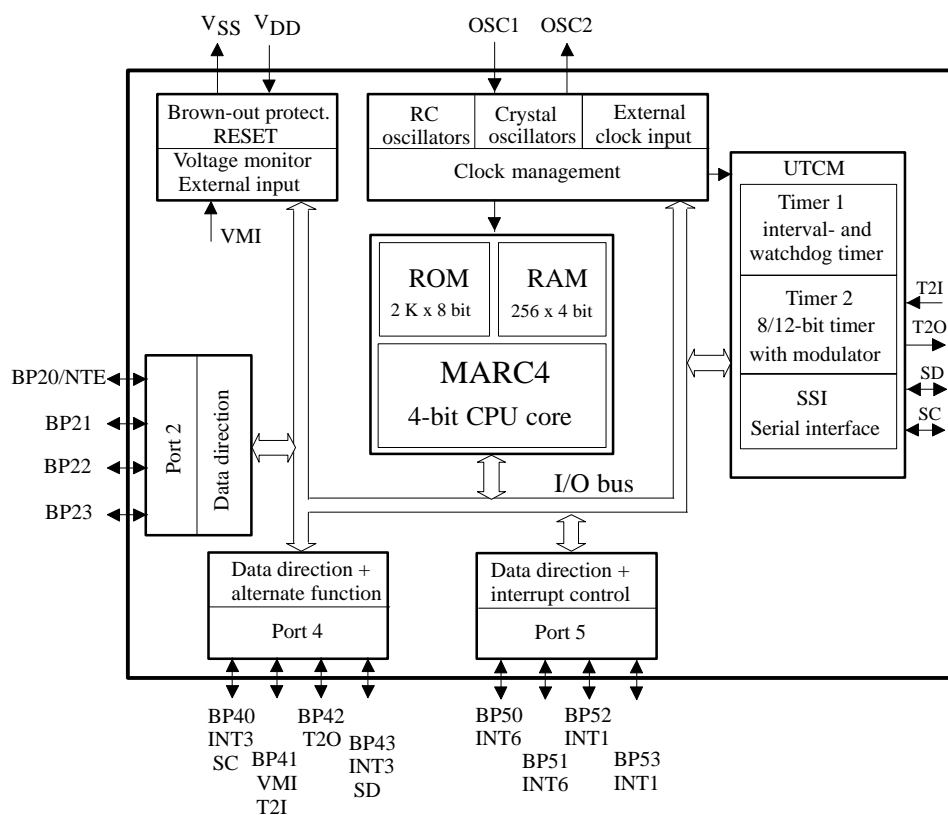 VSS
VDD
OSC1
OSC2
Brown-out protect.
RESET
Voltage monitor
External input
VMI
RC
oscillators
Crystal
oscillators
External
clock input
Clock management
UTCM
Timer 1
interval- and
watchdog timer
Timer 2
8/12-bit timer
with modulator
SSI
Serial interface
T2I
T2O
SD
SC
ROM
2 K x 8 bit
RAM
256 x 4 bit
MARC4
4-bit CPU core
I/O bus
BP20/NTE
BP21
BP22
BP23
Port 2
Data direction
Data direction +
alternate function
Port 4
Data direction +
interrupt control
Port 5
BP40
INT3
SC
BP41
VMI
T2I
BP42
T2O
BP43
INT3
SD
BP50
INT6
BP51
INT6
BP52
INT1
BP53
INT1